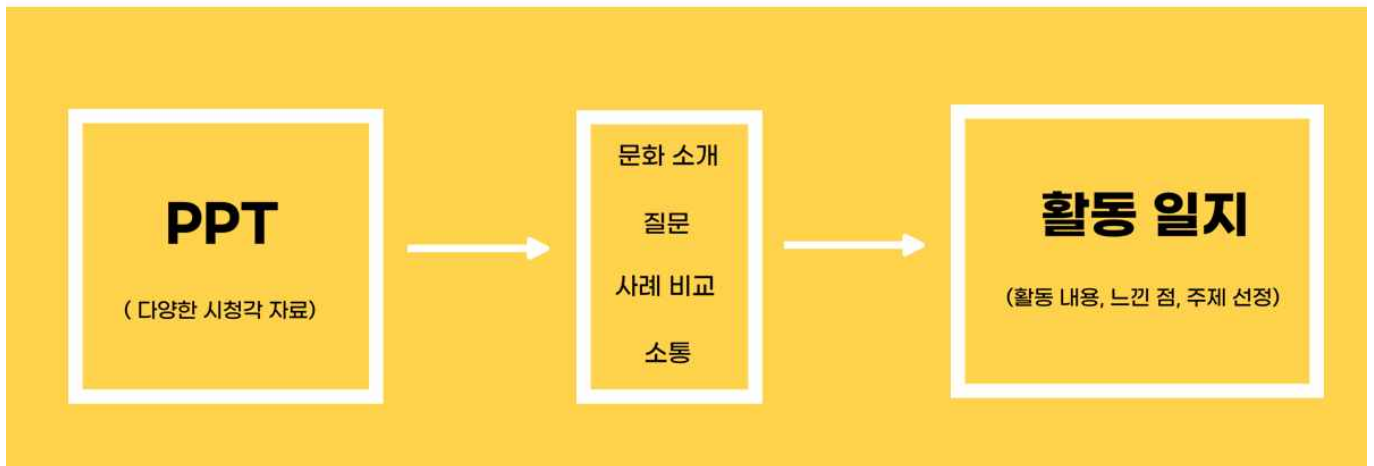 PPT
( 다양한 시청각 자료)
문화 소개
질문
사례 비교
소통
활동 일지
(활동 내용, 느낀 점, 주제 선정)